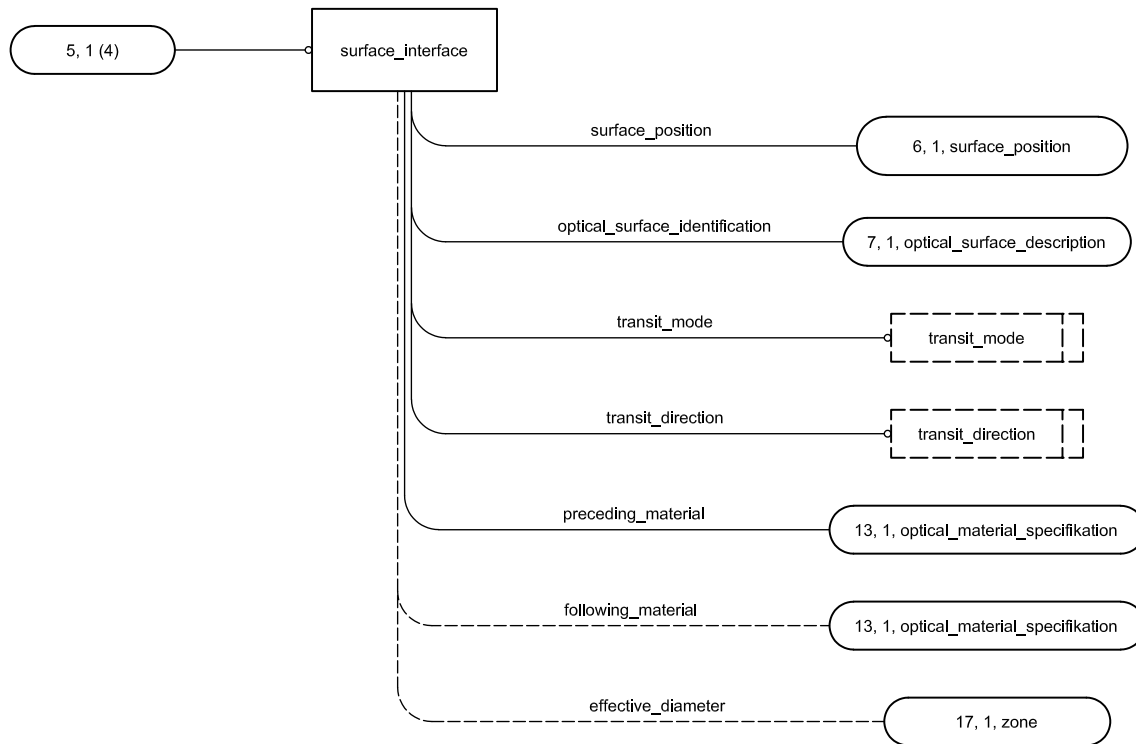 5, 1 (4)
surface_interface
surface_position
6, 1, surface_position
optical_surface_identification
7, 1, optical_surface_description
transit_mode
transit_mode
transit_direction
transit_direction
preceding_material
13, 1, optical_material_specifikation
following_material
13, 1, optical_material_specifikation
effective_diameter
17, 1, zone